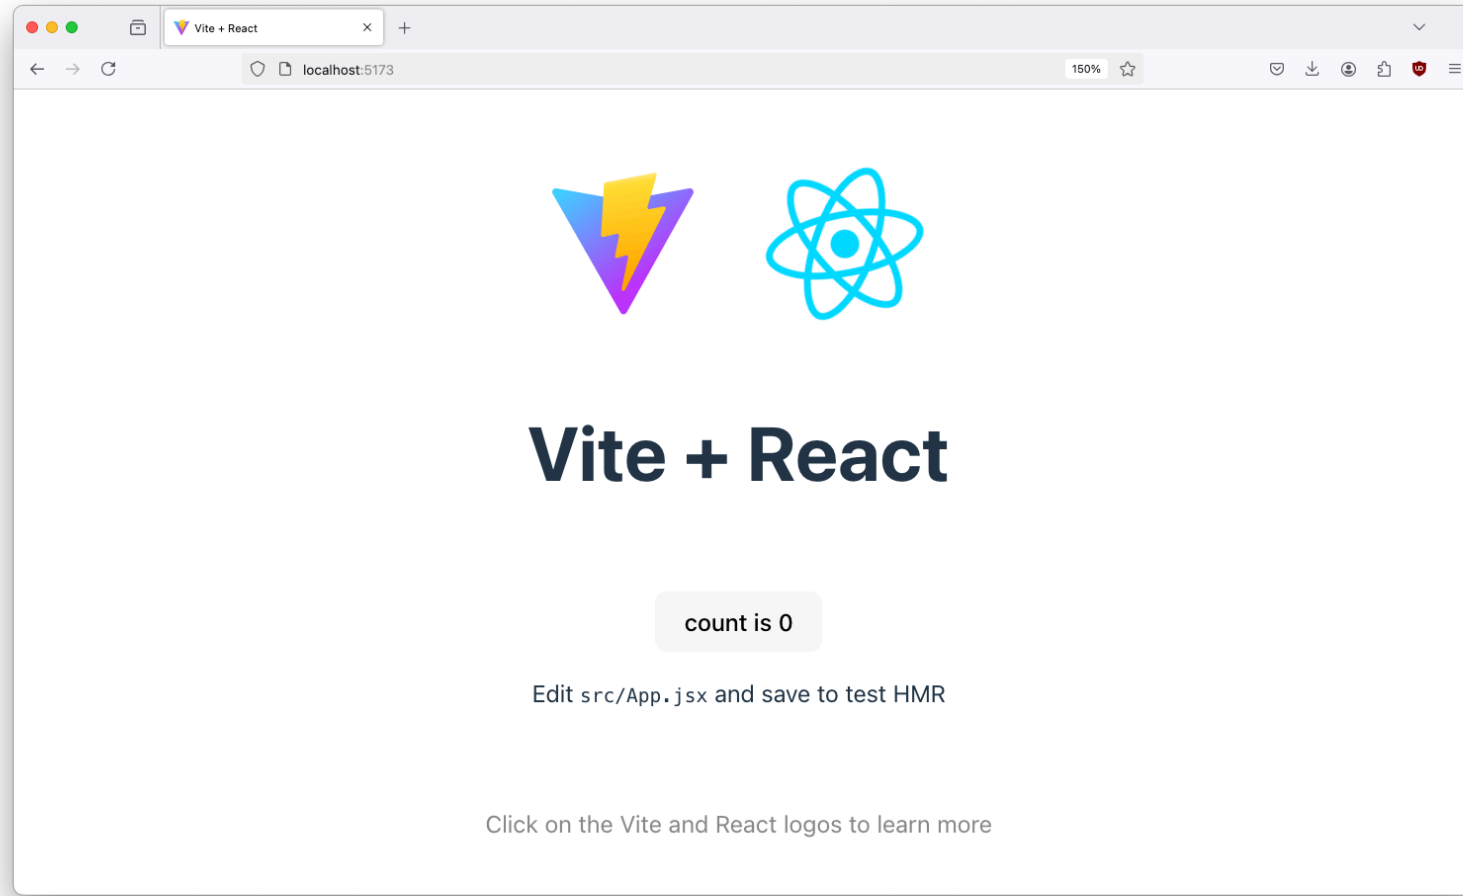 Vite + React
localhost:5173
150%
Vite + React
count is 0
Edit src/App.jsx and save to test HMR
Click on the Vite and React logos to learn more